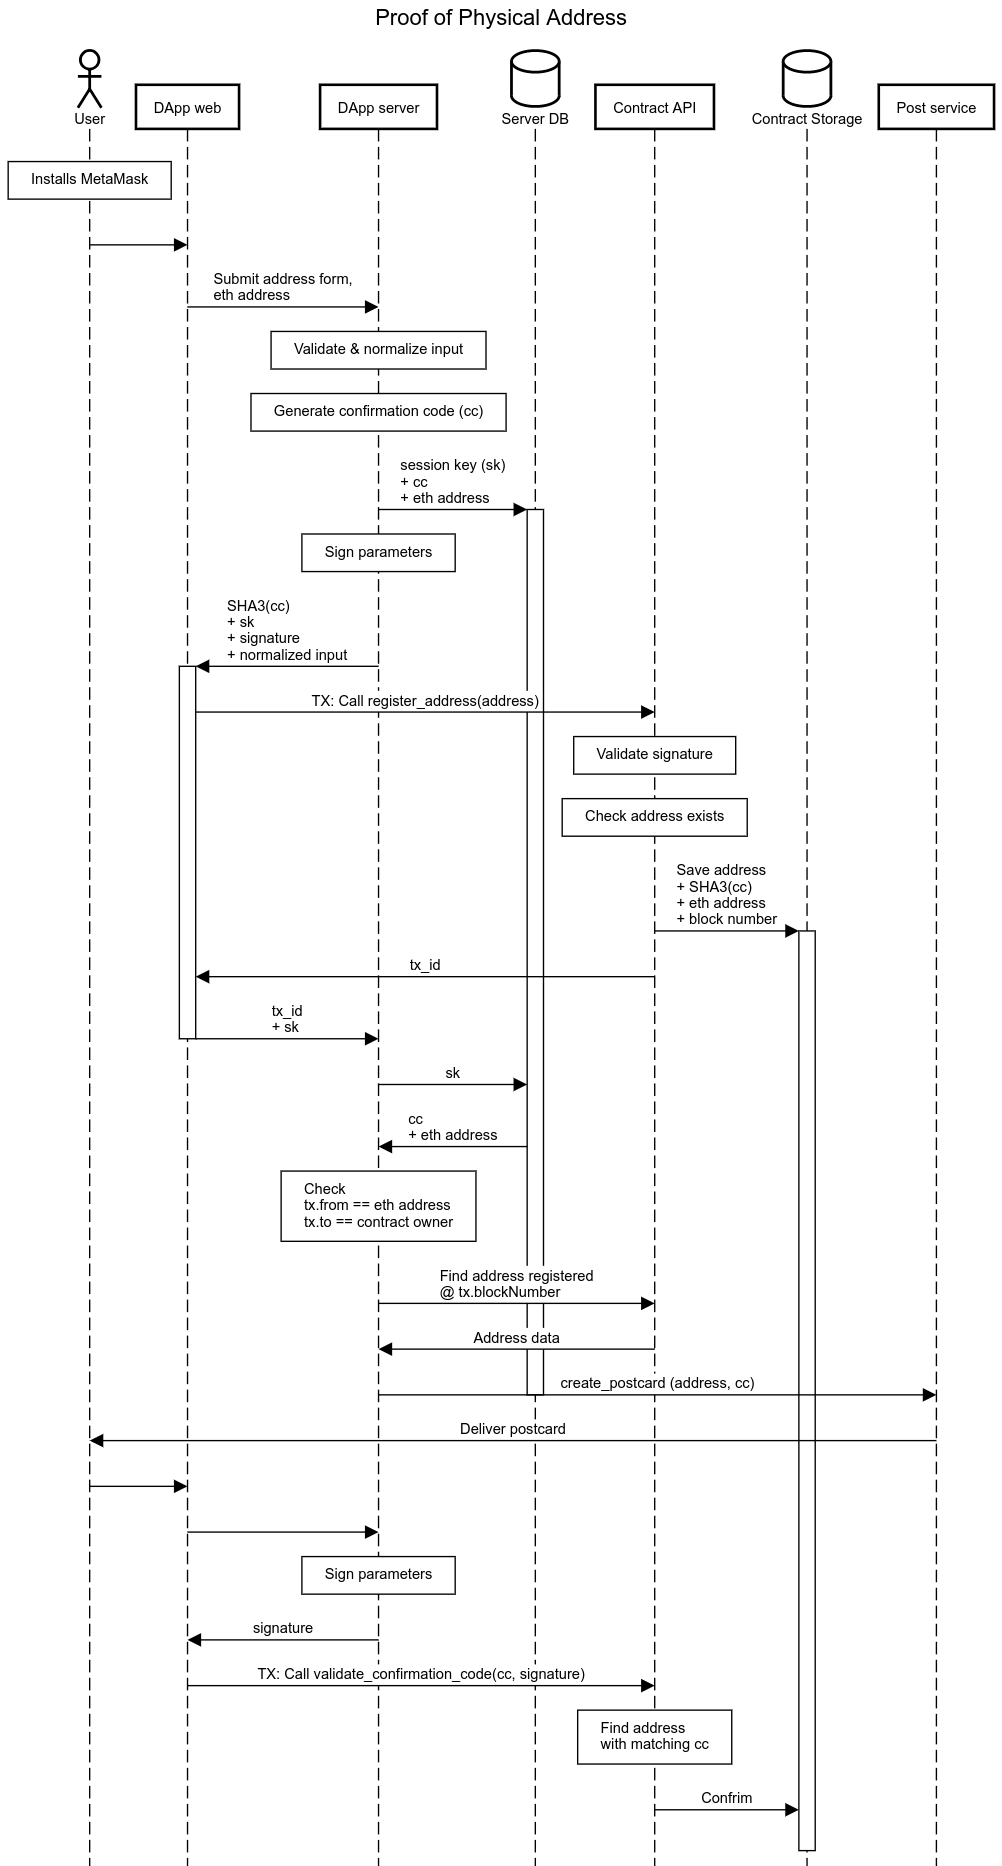 Proof of Physical Address
User
DApp web
DApp server
Server DB
Contract API
Contract Storage
Post service
Installs MetaMask
Submit address form,
eth address
Validate & normalize input
Generate confirmation code (cc)
session key (sk)
+ cc
+ eth address
Sign parameters
SHA3(cc)
+ sk
+ signature
+ normalized input
TX: Call register_address(address)
Validate signature
Check address exists
Save address
+ SHA3(cc)
+ eth address
+ block number
tx_id
tx_id
+ sk
sk
cc
+ eth address
Check
tx.from == eth address
tx.to == contract owner
Find address registered
@ tx.blockNumber
Address data
create_postcard (address, cc)
Deliver postcard
Sign parameters
signature
TX: Call validate_confirmation_code(cc, signature)
Find address
with matching cc
Confrim